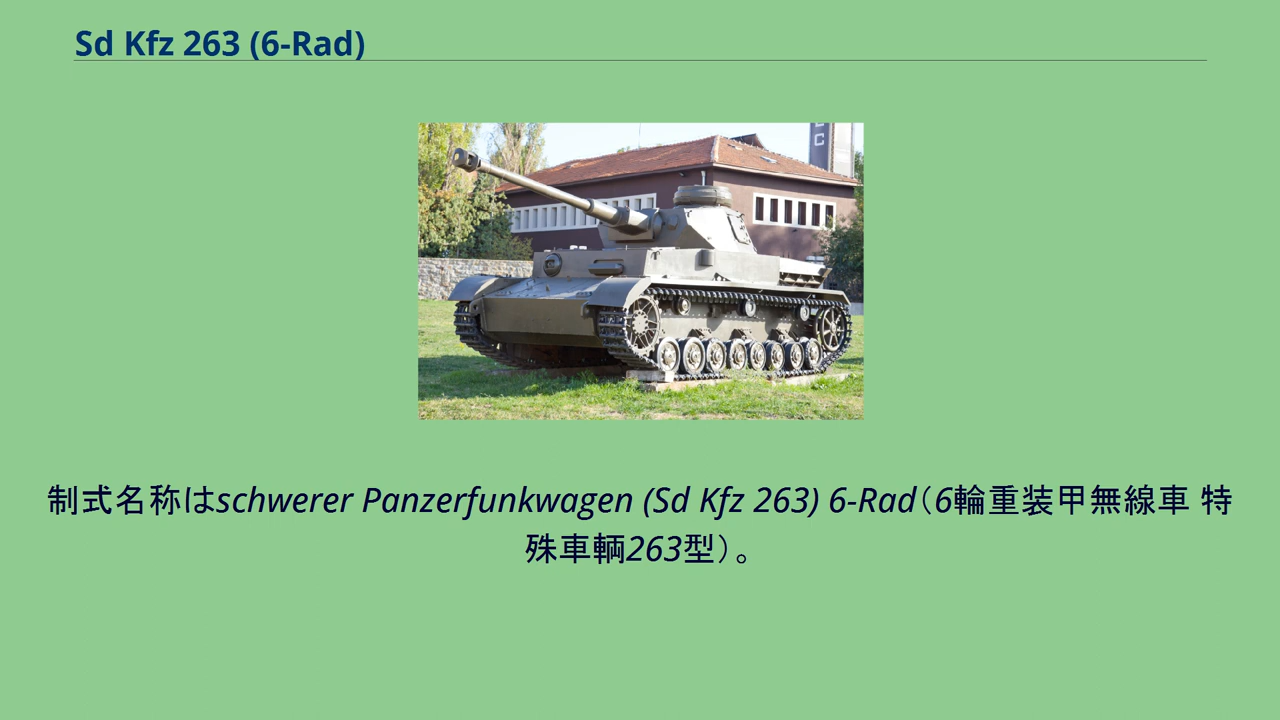 Sd Kfz 263 (6-Rad)
制式名称はschwerer Panzerfunkwagen (Sd Kfz 263) 6-Rad（6輪重装甲無線車 特
殊車輌263型）。